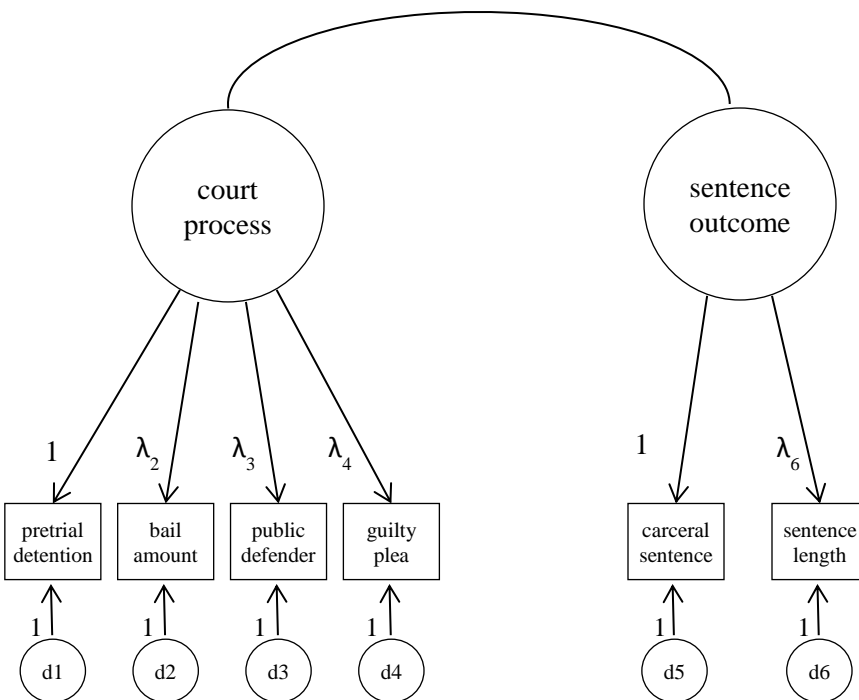 court
process
sentence
outcome
1
λ2
λ3
λ4
1
λ6
pretrial
detention
bail
amount
public
defender
guilty
plea
carceral
sentence
sentence
length
1
1
1
1
1
1
d1
d2
d3
d4
d5
d6